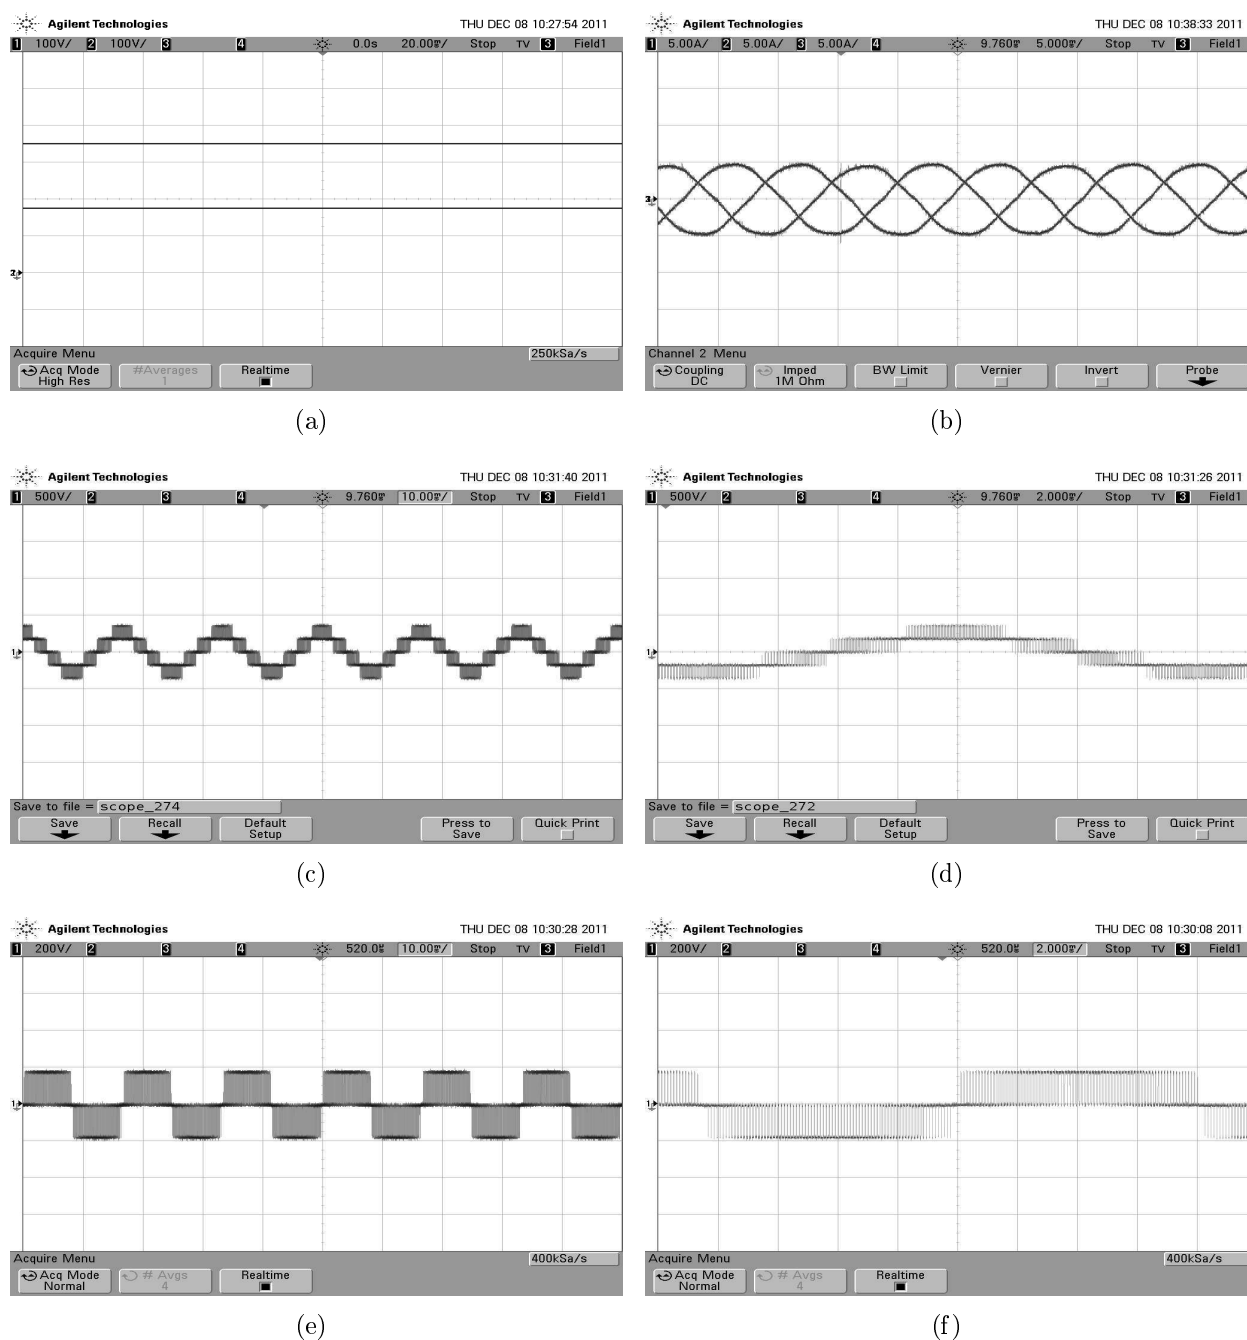 Agilent Technologies THU DEC 08 10:27:54 2011
1 100V/ 2 100V/ 3 4 0.0s 20.00㎳/ Stop TV 3 Field1
2
Acquire Menu 250kSa/s
Acq Mode High Res #Averages 1 Realtime
(a)
Agilent Technologies THU DEC 08 10:38:33 2011
1 5.00A/ 2 5.00A/ 3 5.00A/ 4 9.760㎳ 5.000㎳/ Stop TV 3 Field1
Channel 2 Menu
Coupling DC Imped 1M Ohm BW Limit Vernier Invert Probe
(b)
Agilent Technologies THU DEC 08 10:31:40 2011
1 500V/ 2 3 4 9.760㎳ 10.00㎳/ Stop TV 3 Field1
1
Save to file = scope_274
Save Recall Default Setup Press to Save Quick Print
(c)
Agilent Technologies THU DEC 08 10:31:26 2011
1 500V/ 2 3 4 9.760㎳ 2.000㎳/ Stop TV 3 Field1
1
Save to file = scope_272
Save Recall Default Setup Press to Save Quick Print
(d)
Agilent Technologies THU DEC 08 10:30:28 2011
1 200V/ 2 3 4 520.0㎲ 10.00㎳/ Stop TV 3 Field1
1
Acquire Menu 400kSa/s
Acq Mode Normal # Avgs 4 Realtime
(e)
Agilent Technologies THU DEC 08 10:30:08 2011
1 200V/ 2 3 4 520.0㎲ 2.000㎳/ Stop TV 3 Field1
1
Acquire Menu 400kSa/s
Acq Mode Normal # Avgs 4 Realtime
(f)